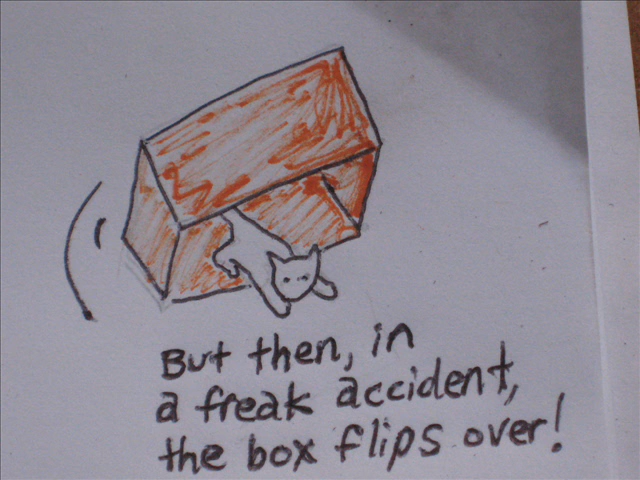 But then, in
a freak accident,
the box flips over!